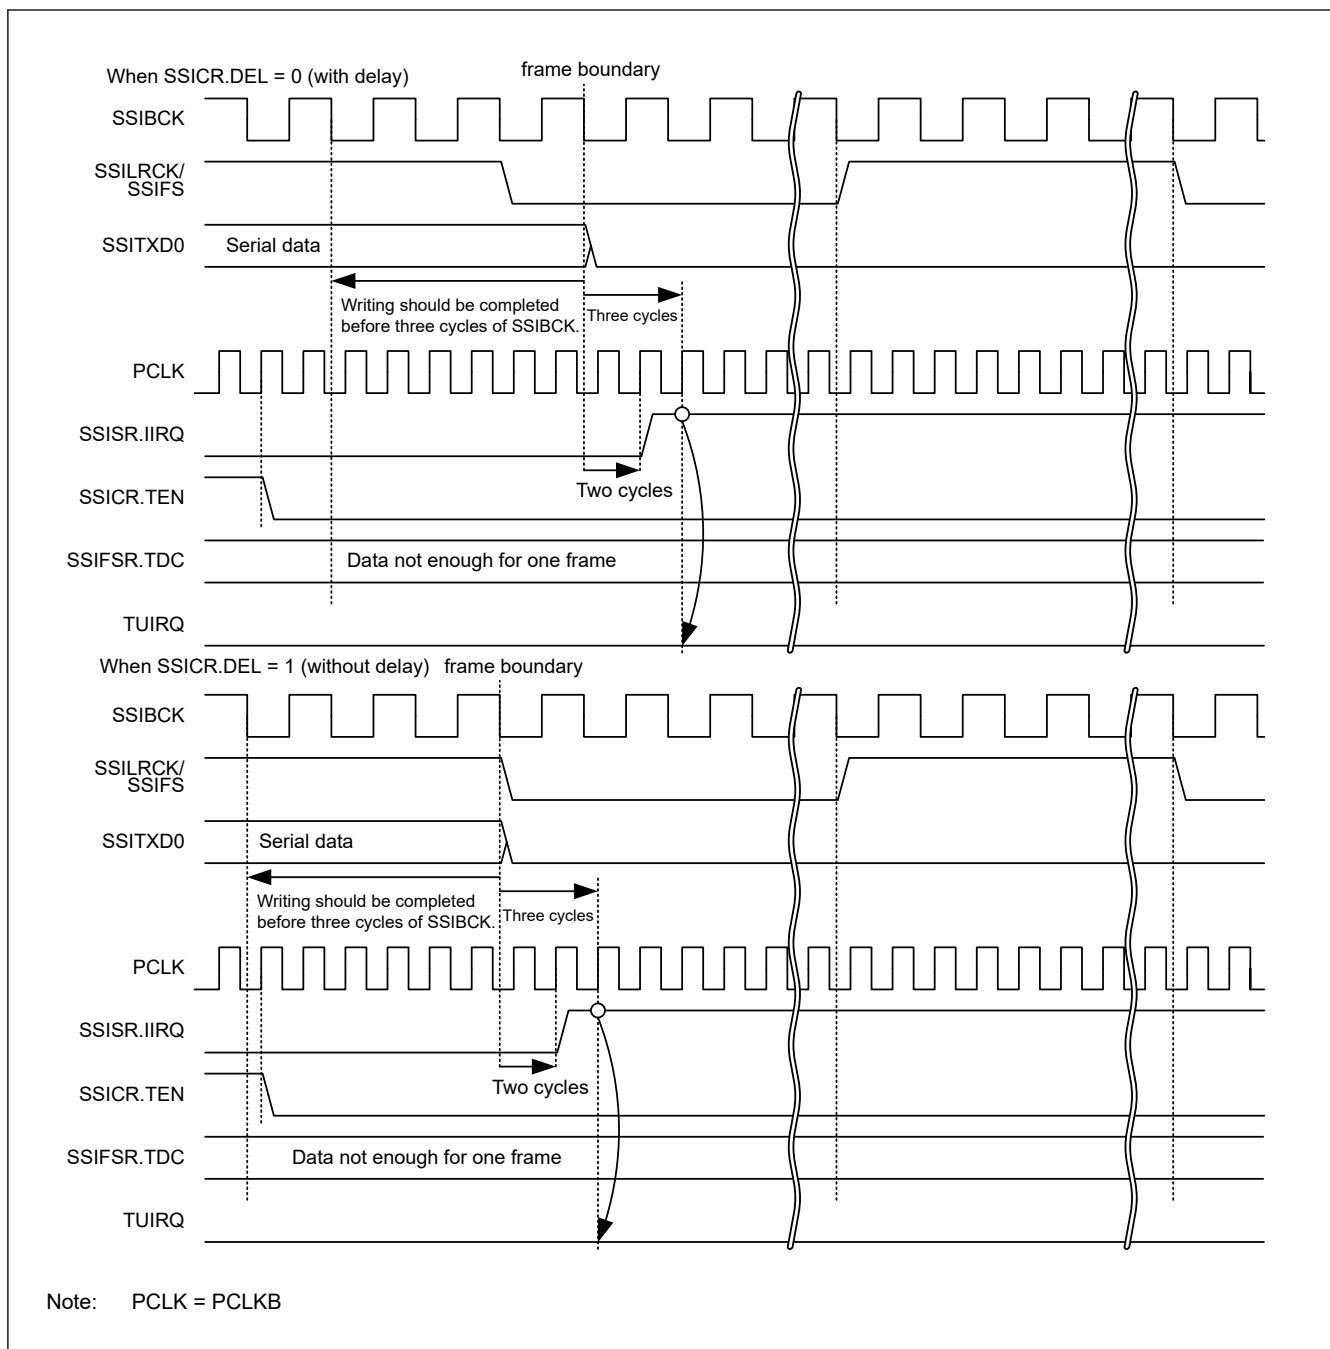 When SSICR.DEL = 0 (with delay)
frame boundary
SSIBCK
SSILRCK/
SSIFS
SSITXD0
Serial data
Writing should be completed
before three cycles of SSIBCK.
Three cycles
PCLK
SSISR.IIRQ
Two cycles
SSICR.TEN
SSIFSR.TDC
Data not enough for one frame
TUIRQ
When SSICR.DEL = 1 (without delay)
frame boundary
SSIBCK
SSILRCK/
SSIFS
SSITXD0
Serial data
Writing should be completed
before three cycles of SSIBCK.
Three cycles
PCLK
SSISR.IIRQ
Two cycles
SSICR.TEN
SSIFSR.TDC
Data not enough for one frame
TUIRQ
Note: PCLK = PCLKB